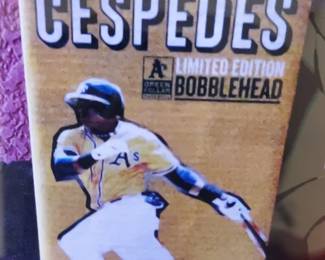 CESPEDES
LIMITED EDITION
A's
BOBBLEHEAD
A's